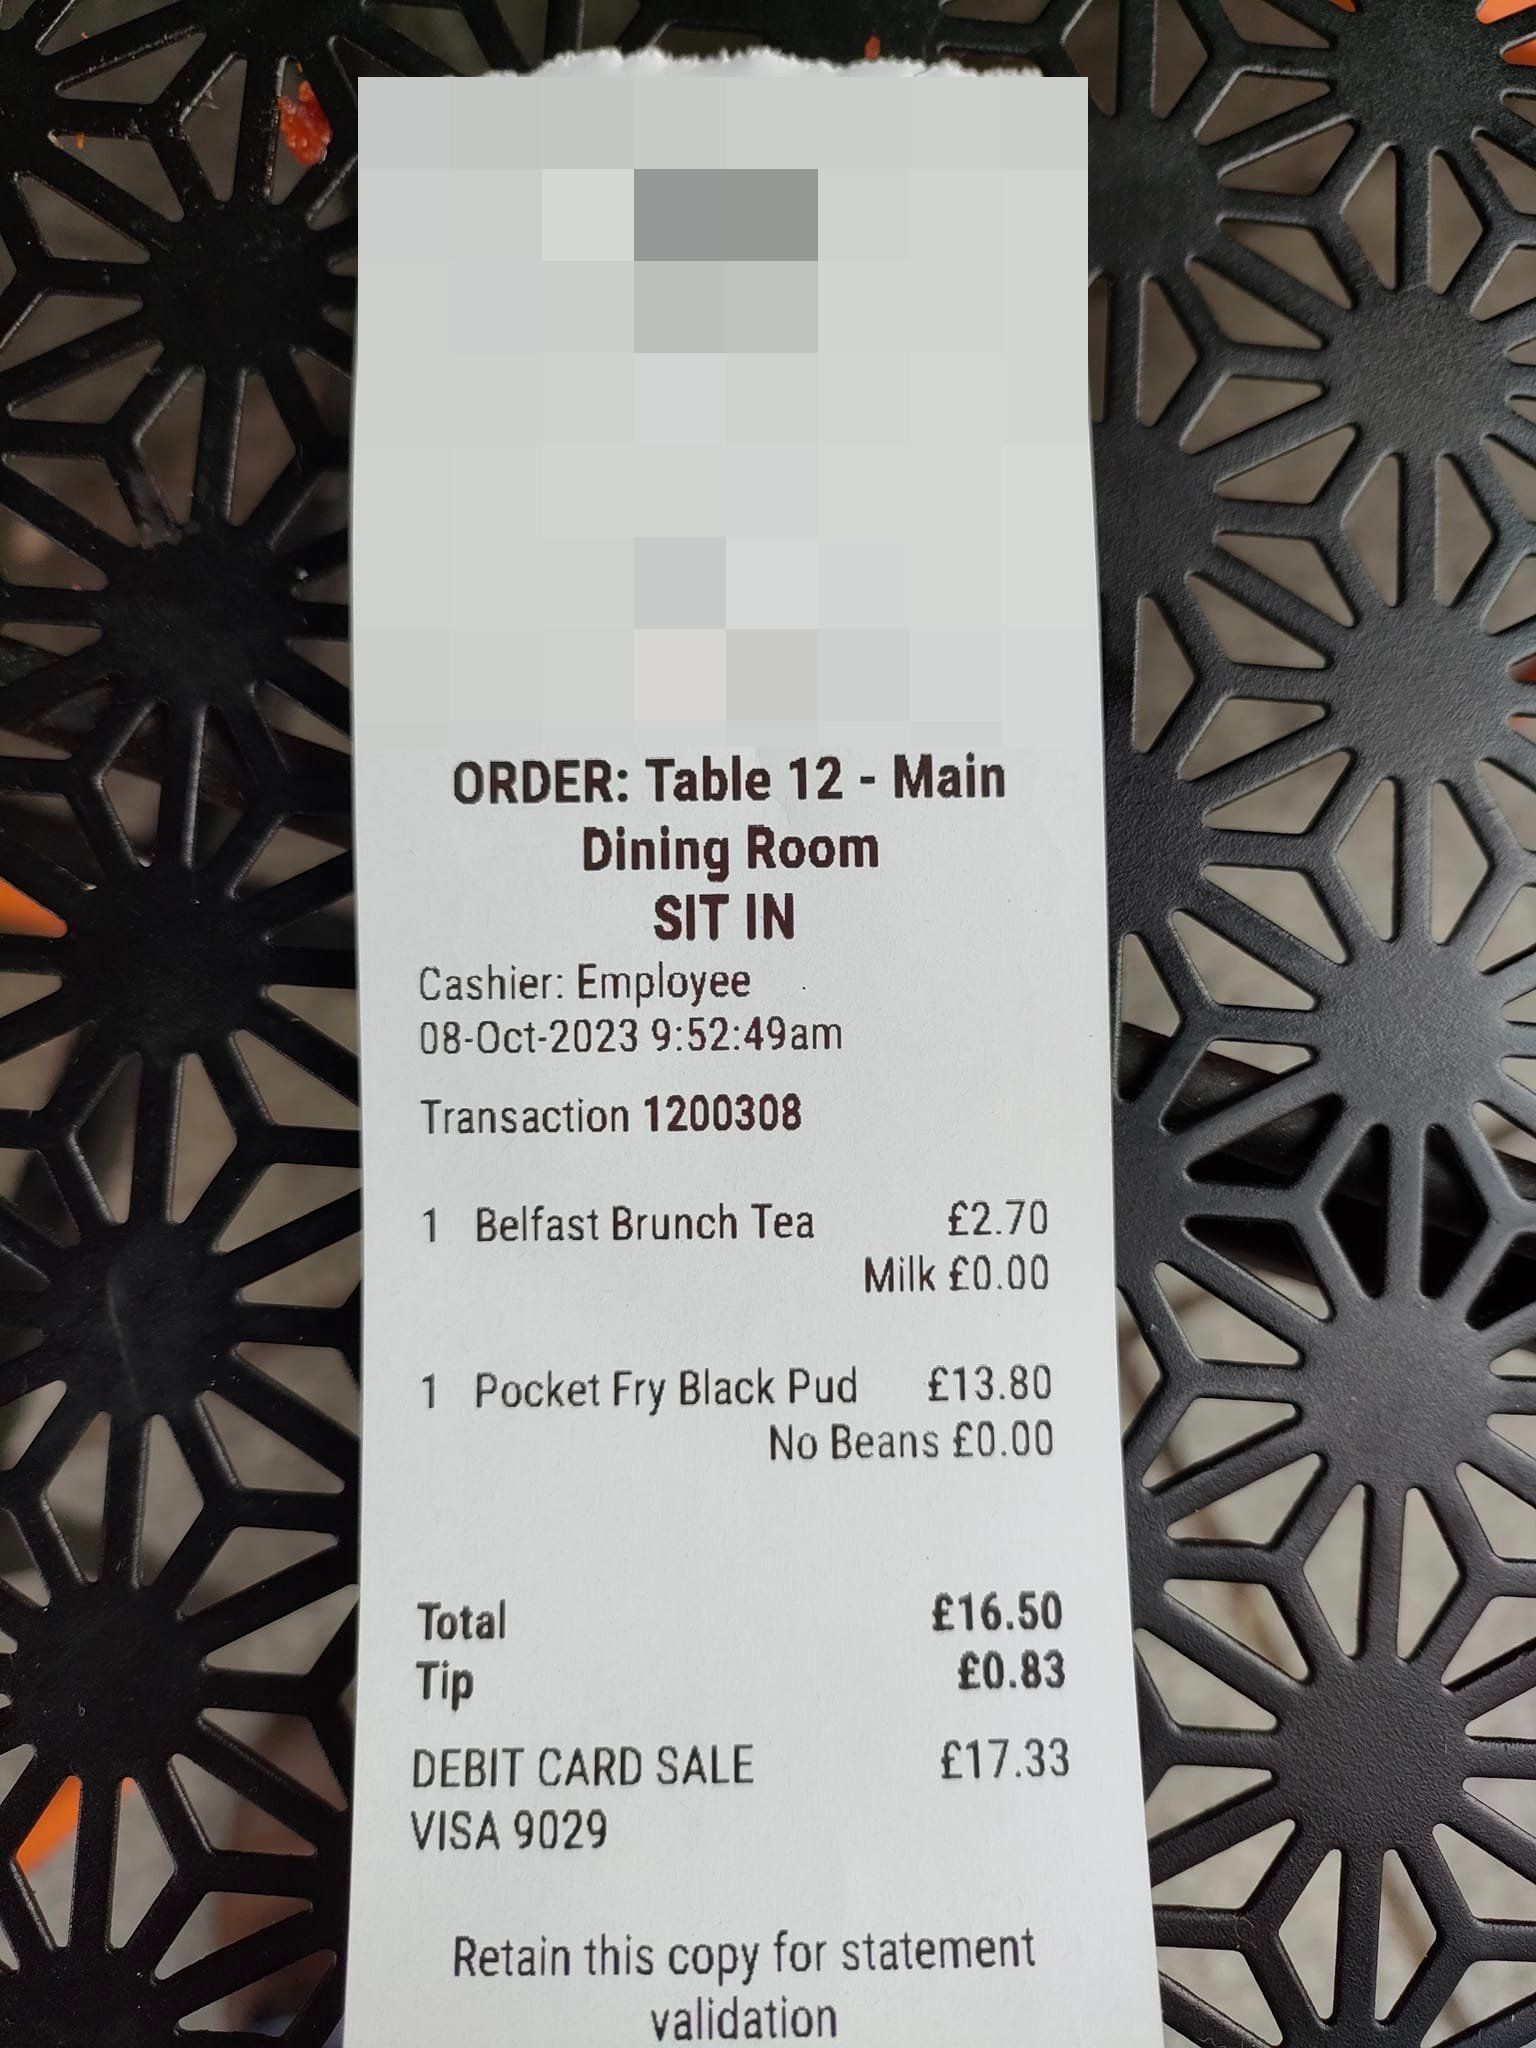 ORDER: Table 12 - Main
Dining Room
SIT IN
Cashier: Employee
08-Oct-2023 9:52:49am
Transaction 1200308
1 Belfast Brunch Tea £2.70
Milk £0.00
1 Pocket Fry Black Pud £13.80
No Beans £0.00
Total £16.50
Tip £0.83
DEBIT CARD SALE £17.33
VISA 9029
Retain this copy for statement
validation